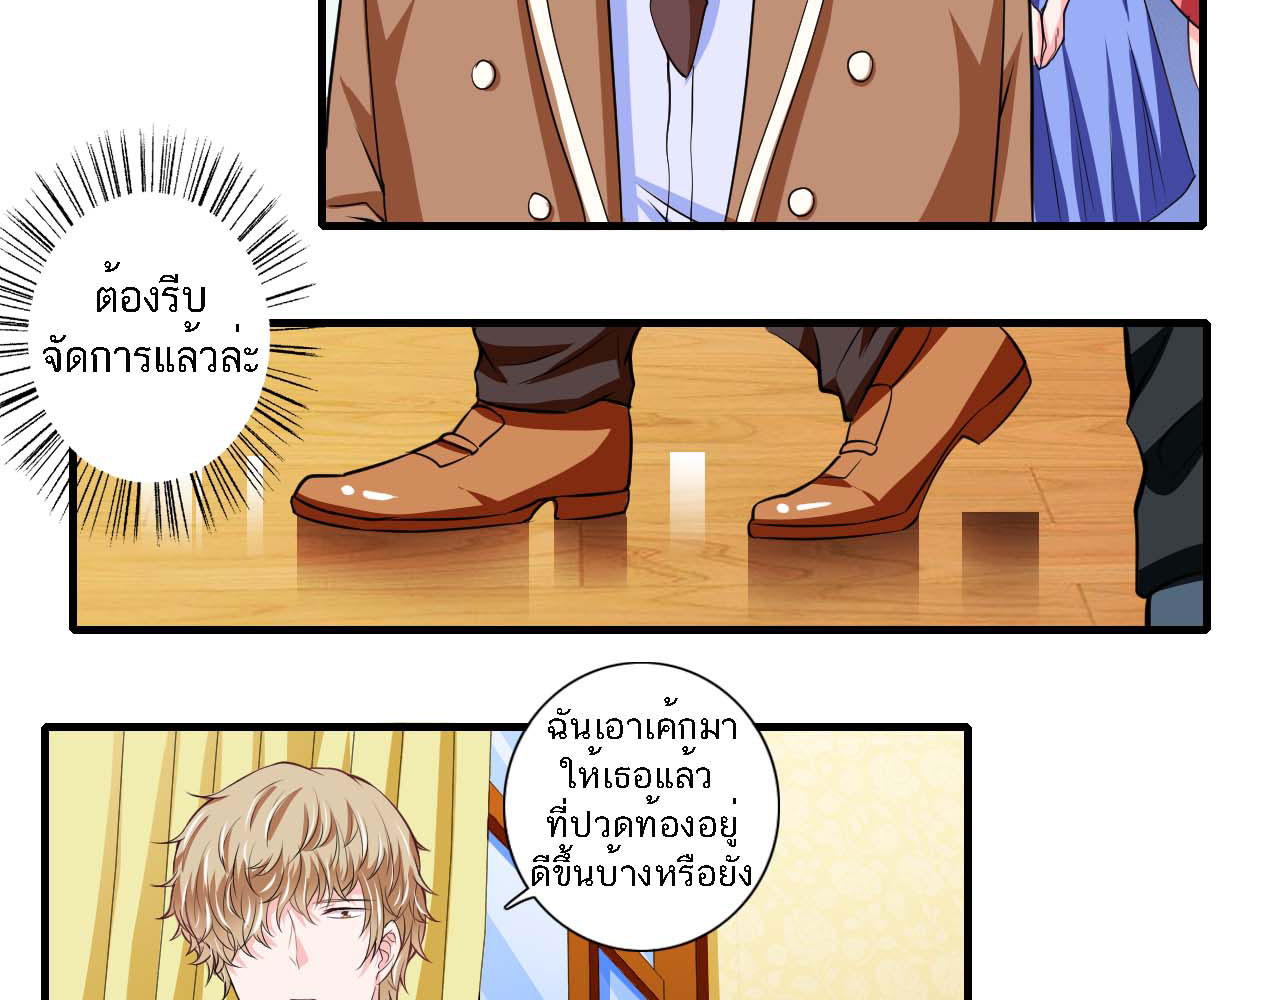 ต้องรีบ
จัดการแล้วล่ะ
ฉันเอาเค้กมา
ให้เธอแล้ว
ที่ปวดท้องอยู่
ดีขึ้นบ้างหรือยัง